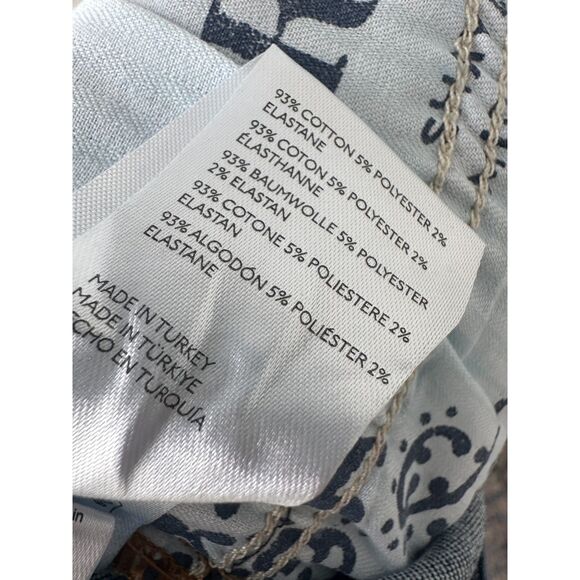 93% COTTON 5% POLYESTER 2%
ELASTANE
93% COTON 5% POLYESTER 2%
ÉLASTHANNE
93% BAUMWOLLE 5% POLYESTER
2% ELASTAN
93% COTONE 5% POLIESTERE 2%
ELASTAN
93% ALGODÓN 5% POLIÉSTER 2%
ELASTANE
MADE IN TURKEY
MADE IN TÜRKIYE
ECHO EN TURQUÍA
in